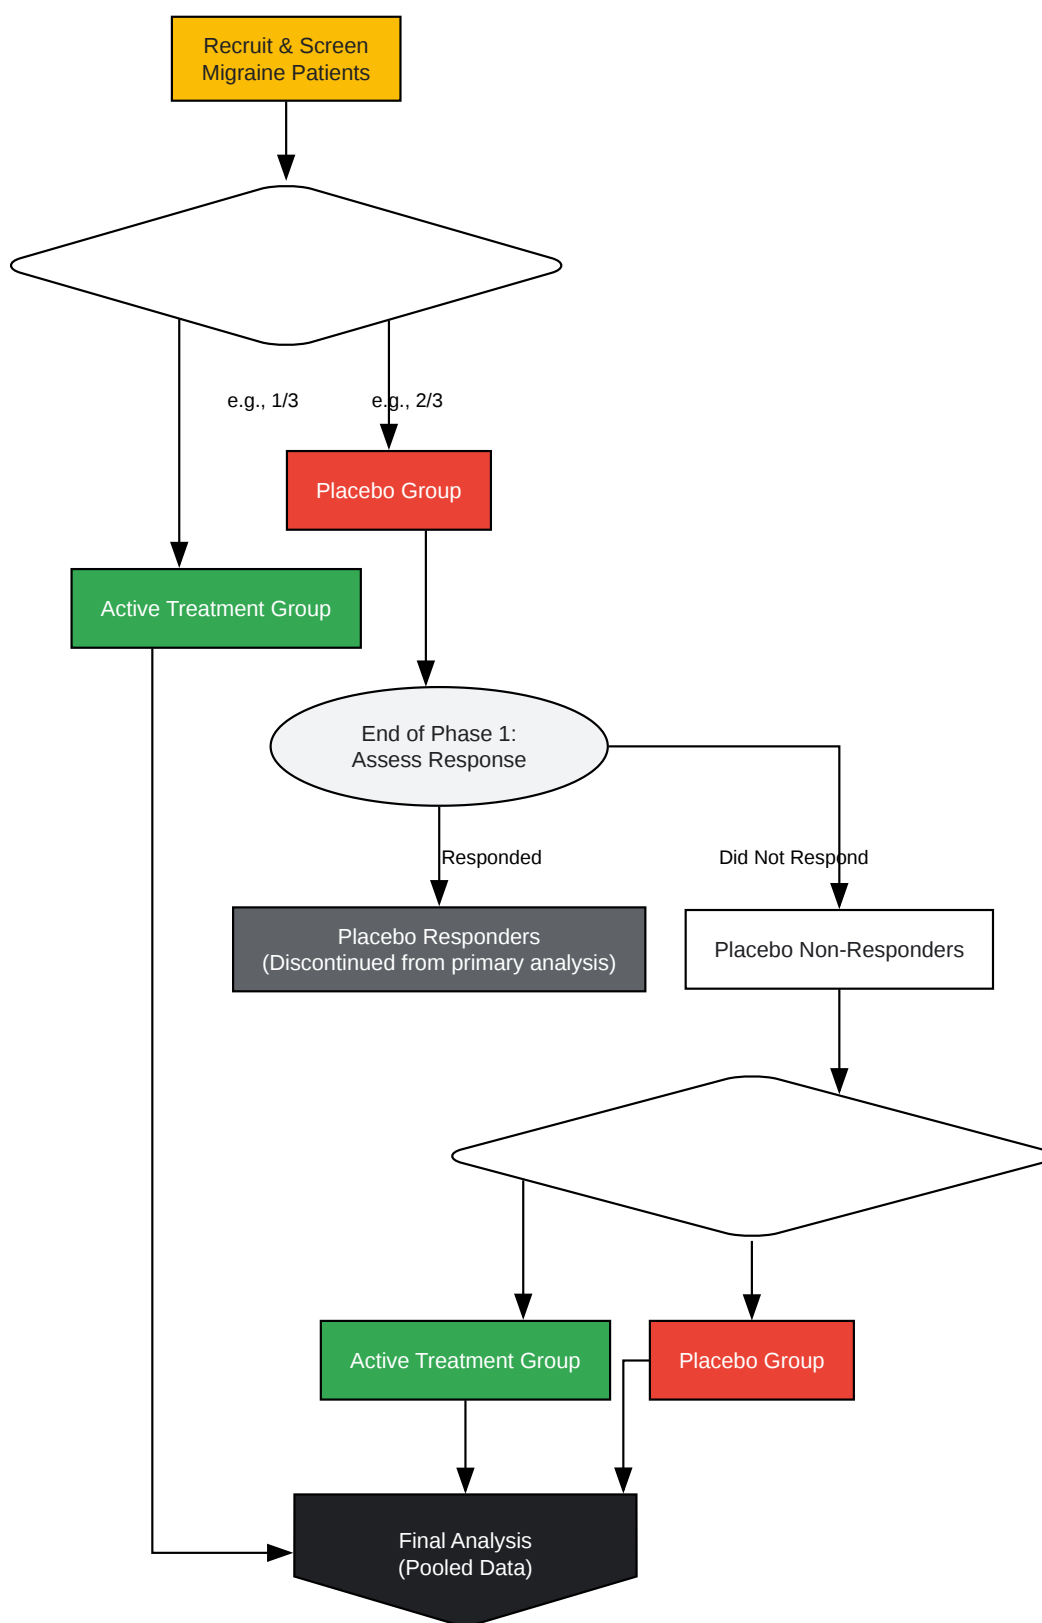 Recruit & Screen
Migraine Patients
e.g., 1/3
e.g., 2/3
Placebo Group
Active Treatment Group
End of Phase 1:
Assess Response
Responded
Did Not Respond
Placebo Responders
(Discontinued from primary analysis)
Placebo Non-Responders
Active Treatment Group
Placebo Group
Final Analysis
(Pooled Data)